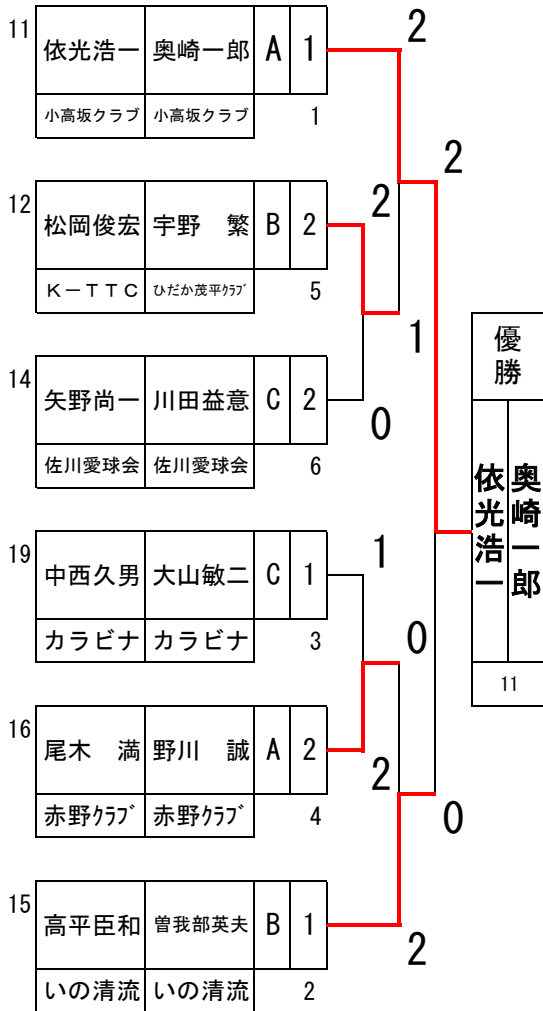 11 依光浩一 奥崎一郎 A 1
小高坂クラブ 小高坂クラブ 1
2
2
12 松岡俊宏 宇野　繁 B 2
K－TTC ひだか茂平ｸﾗﾌﾞ 5
2
1
14 矢野尚一 川田益意 C 2
佐川愛球会 佐川愛球会 6
0
優勝
依光浩一
奥崎一郎
11
19 中西久男 大山敏二 C 1
カラビナ カラビナ 3
1
0
16 尾木　満 野川　誠 A 2
赤野ｸﾗﾌﾞ 赤野ｸﾗﾌﾞ 4
2
0
15 高平臣和 曽我部英夫 B 1
いの清流 いの清流 2
2